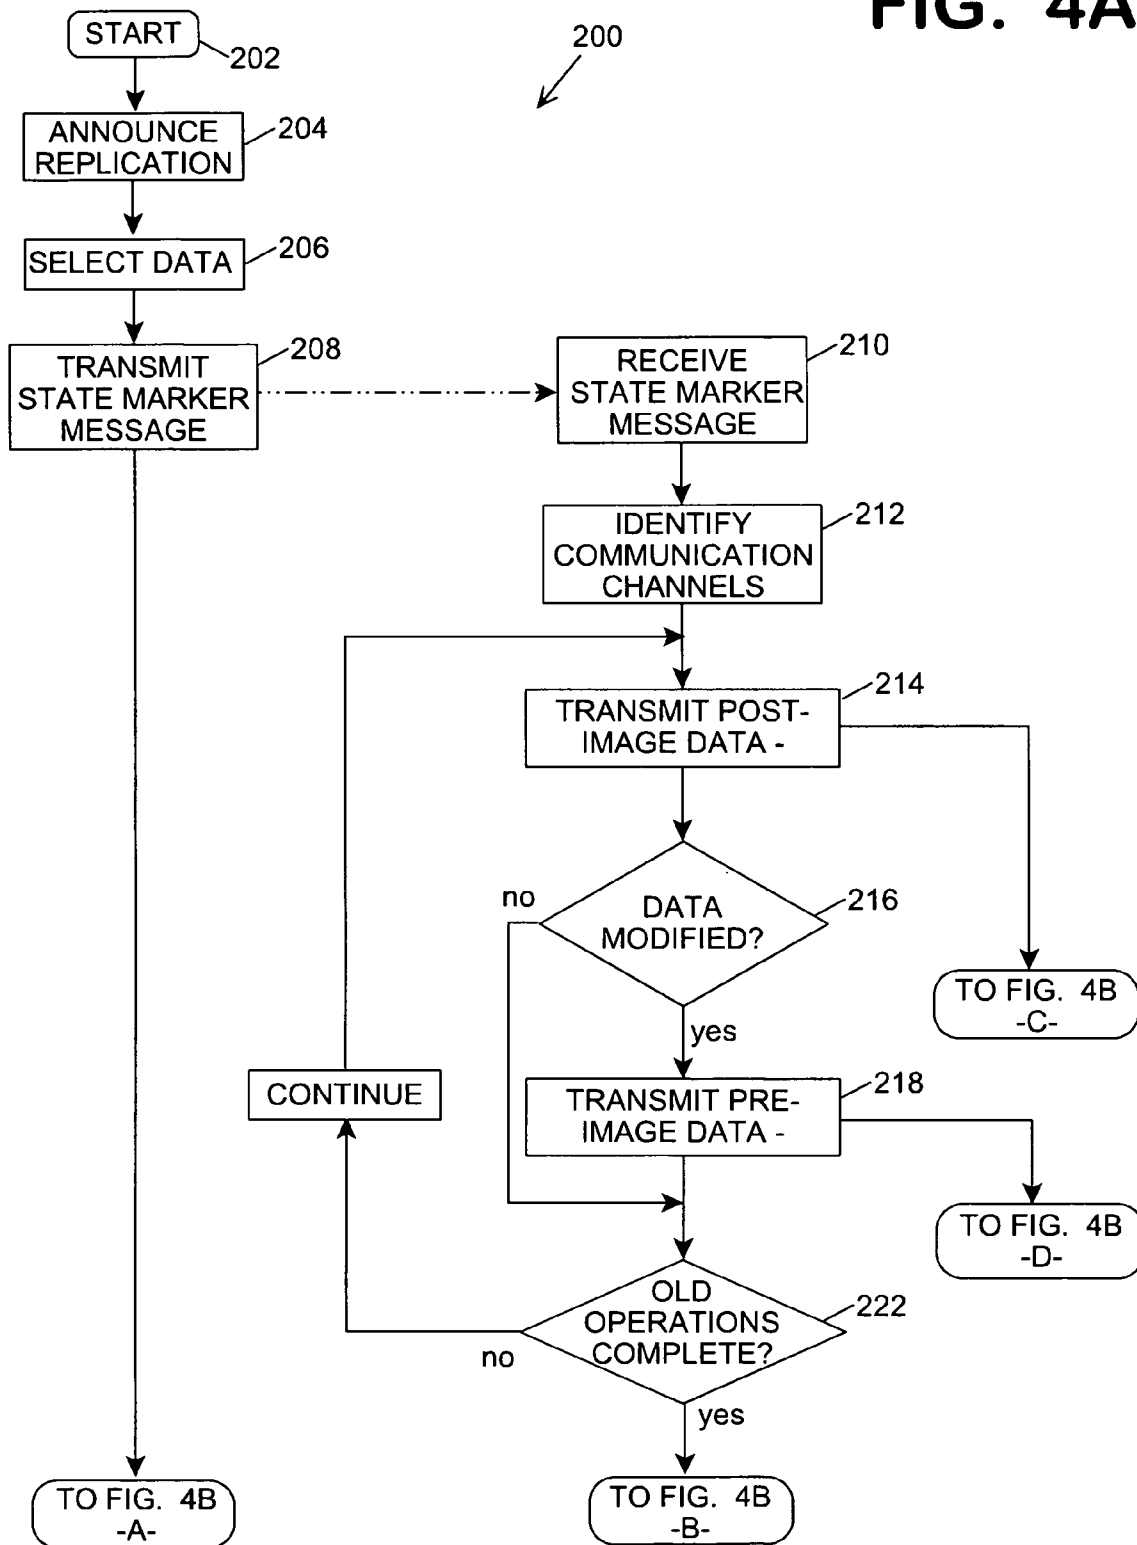 FIG. 4A
START
202
200
ANNOUNCE
REPLICATION
204
SELECT DATA
206
TRANSMIT
STATE MARKER
MESSAGE
208
RECEIVE
STATE MARKER
MESSAGE
210
IDENTIFY
COMMUNICATION
CHANNELS
212
TRANSMIT POST-
IMAGE DATA -
214
DATA
MODIFIED?
216
no
yes
TO FIG. 4B
-C-
CONTINUE
TRANSMIT PRE-
IMAGE DATA -
218
TO FIG. 4B
-D-
OLD
OPERATIONS
COMPLETE?
222
no
yes
TO FIG. 4B
-A-
TO FIG. 4B
-B-